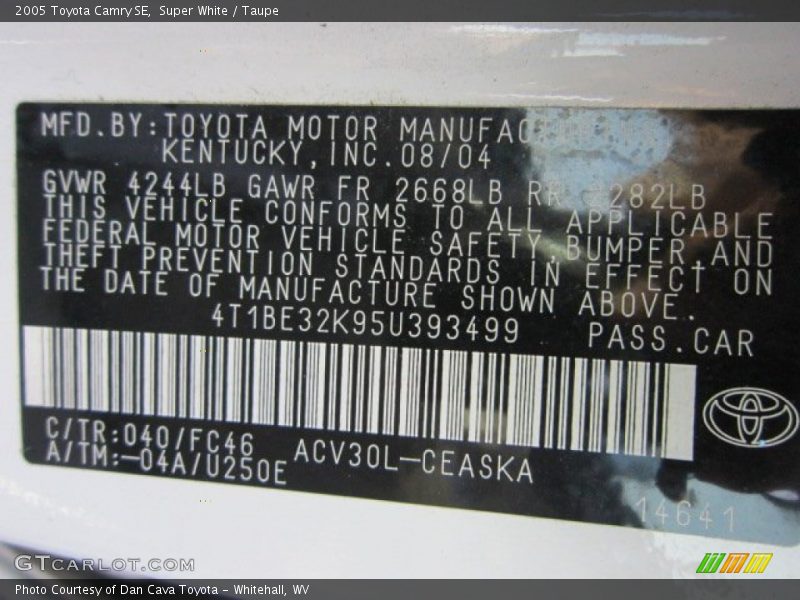 2005 Toyota Camry SE, Super White / Taupe
MFD.BY:TOYOTA MOTOR
KENTUCKY,INC.08/04
GVWR 4244LB GAWR FR 2668LB RR 2282LB
THIS VEHICLE CONFORMS TO ALL APPLICABLE
FEDERAL MOTOR VEHICLE SAFETY,BUMPER AND
THEFT PREVENTION STANDARDS IN EFFECT ON
THE DATE OF MANUFACTURE SHOWN ABOVE.
4T1BE32K95U393499 PASS.CAR
C/TR:040/FC46 ACV30L-CEASKA
A/TM:-04A/U250E
14641
GTCARLOT.COM
Photo Courtesy of Dan Cava Toyota - Whitehall, WV